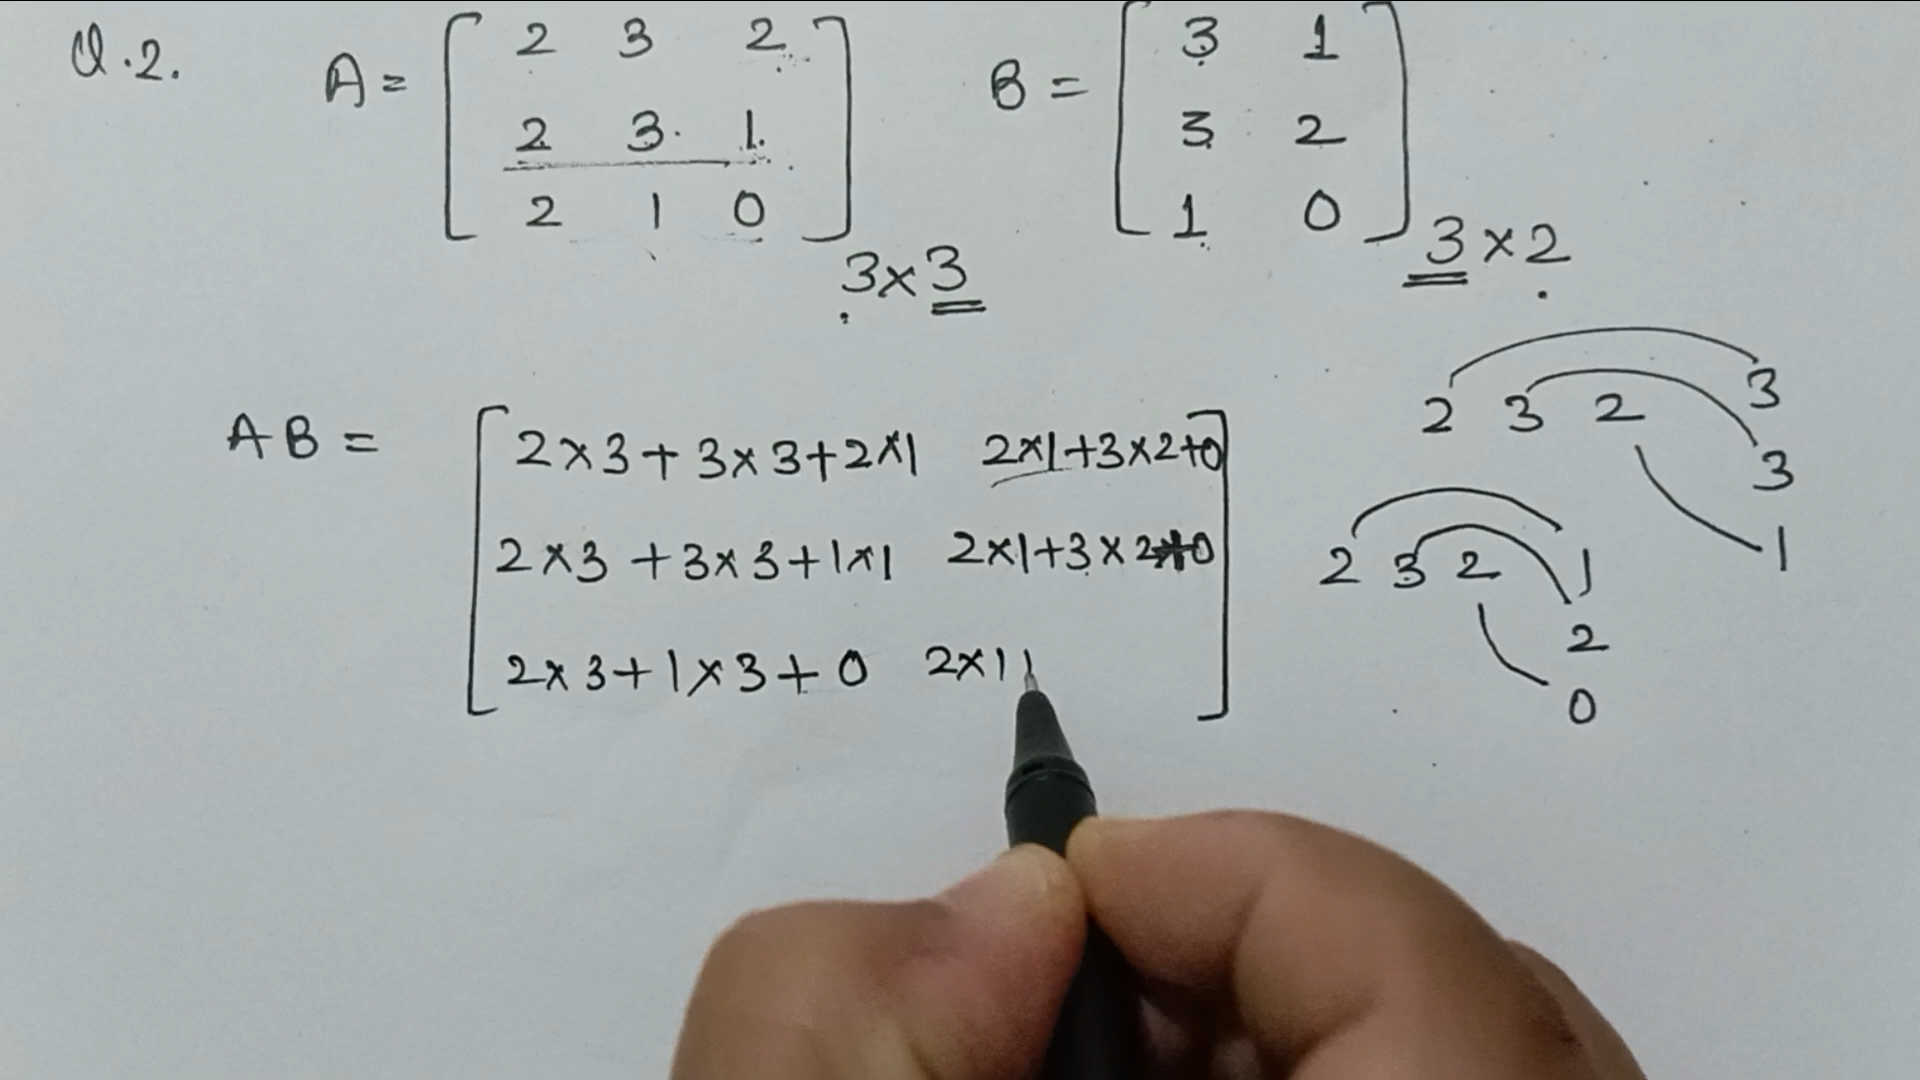 Q.2. A = [ 2 3 2 B = [ 3 1
2 3 1 3 2
2 1 0 ] 3×3 1 0 ] 3×2
AB = [ 2×3+3×3+2×1 2×1+3×2+0
2×3+3×3+1×1 2×1+3×2+0
2×3+1×3+0 2×1 ]
2 3 2 3
3
1
2 3 2 1
2
0